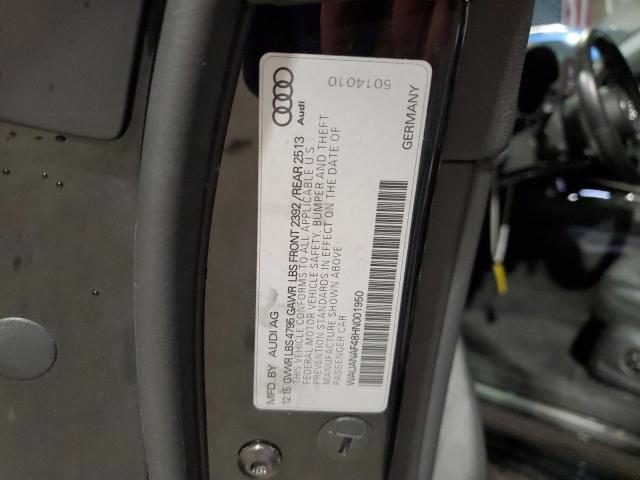 MFD. BY AUDI AG
12.15 GVWR LBS 4795 GAWR LBS FRONT 2392 / REAR 2513
THIS VEHICLE CONFORMS TO ALL APPLICABLE U S
FEDERAL MOTOR VEHICLE SAFETY, BUMPER AND THEFT
PREVENTION STANDARDS IN EFFECT ON THE DATE OF
MANUFACTURE SHOWN ABOVE
PASSENGER CAR
WAUANAF48HN001950
Audi
5014010
GERMANY